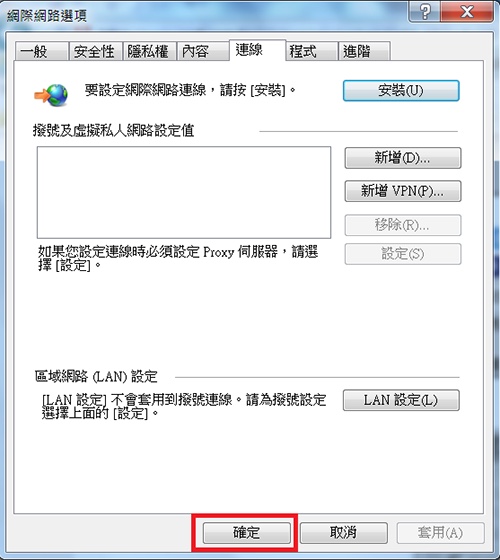 網際網路選項
一般 安全性 隱私權 內容 連線 程式 進階
要設定網際網路連線，請按 [安裝]。 安裝(U)
撥號及虛擬私人網路設定值
新增(D)...
新增 VPN(P)...
移除(R)...
如果您設定連線時必須設定 Proxy 伺服器，請選 設定(S)
擇 [設定]。
區域網路 (LAN) 設定
[LAN 設定] 不會套用到撥號連線。請為撥號設定 LAN 設定(L)
選擇上面的 [設定]。
確定 取消 套用(A)